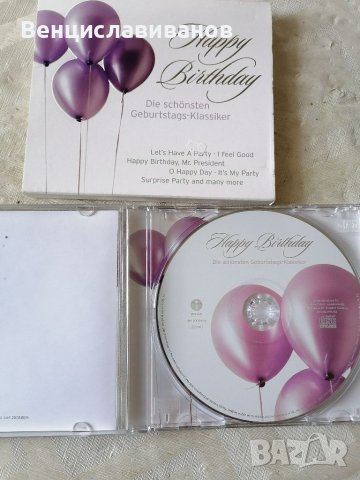 Венциславиванов
Happy
Birthday
Die schönsten
Geburtstags-Klassiker
Let's Have A Party · I Feel Good
Happy Birthday, Mr. President
O Happy Day · It's My Party
Surprise Party and many more
Happy Birthday
Die schönsten Geburtstags-Klassiker
BAZAR